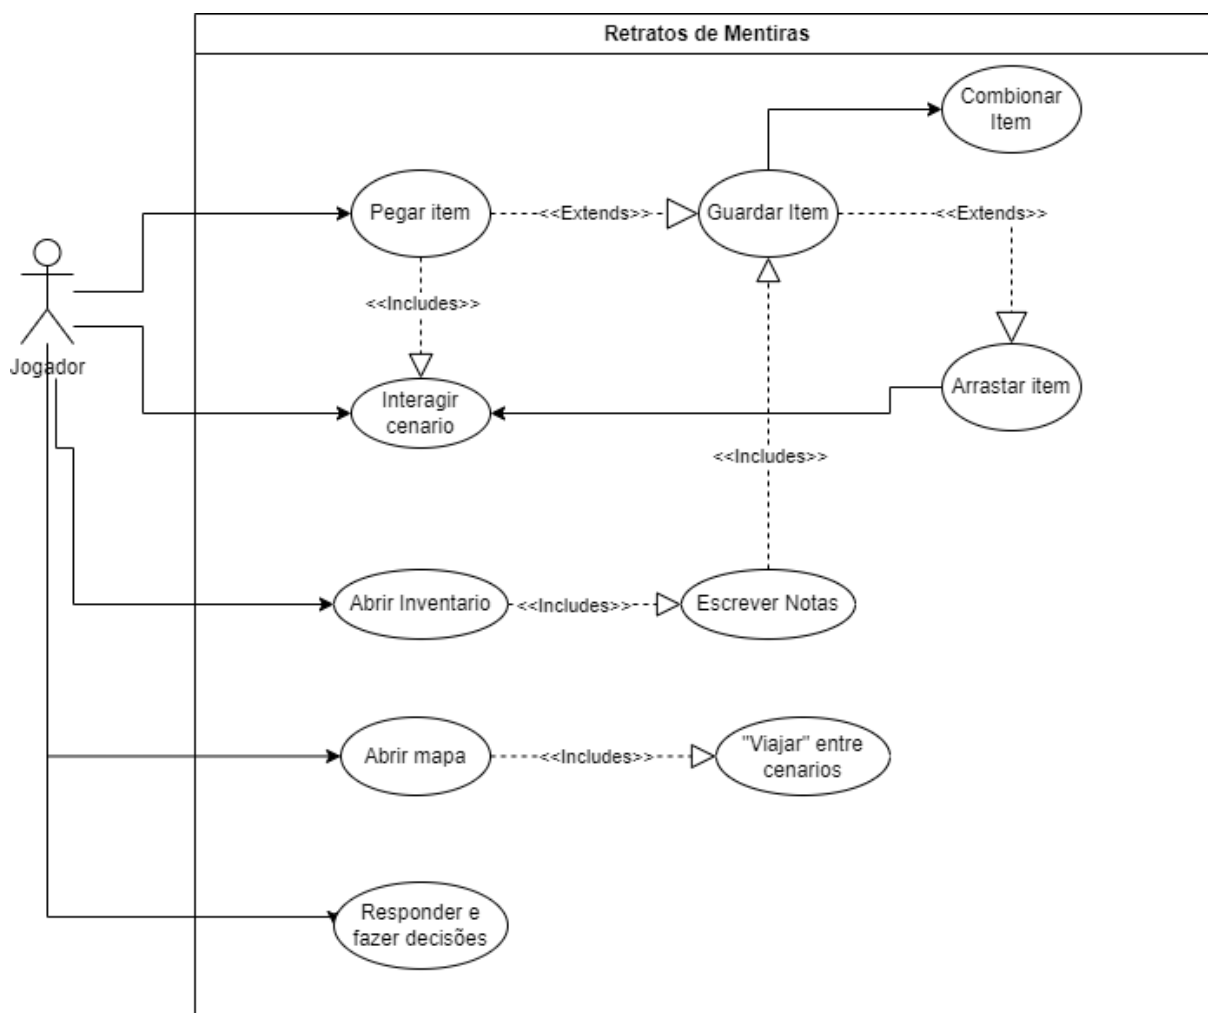 Retratos de Mentiras
Combionar
Item
Pegar item
<<Extends>>
Guardar Item
<<Extends>>
<<Includes>>
Jogador
Interagir
cenario
Arrastar item
<<Includes>>
Abrir Inventario
<<Includes>>
Escrever Notas
Abrir mapa
<<Includes>>
"Viajar" entre
cenarios
Responder e
fazer decisões